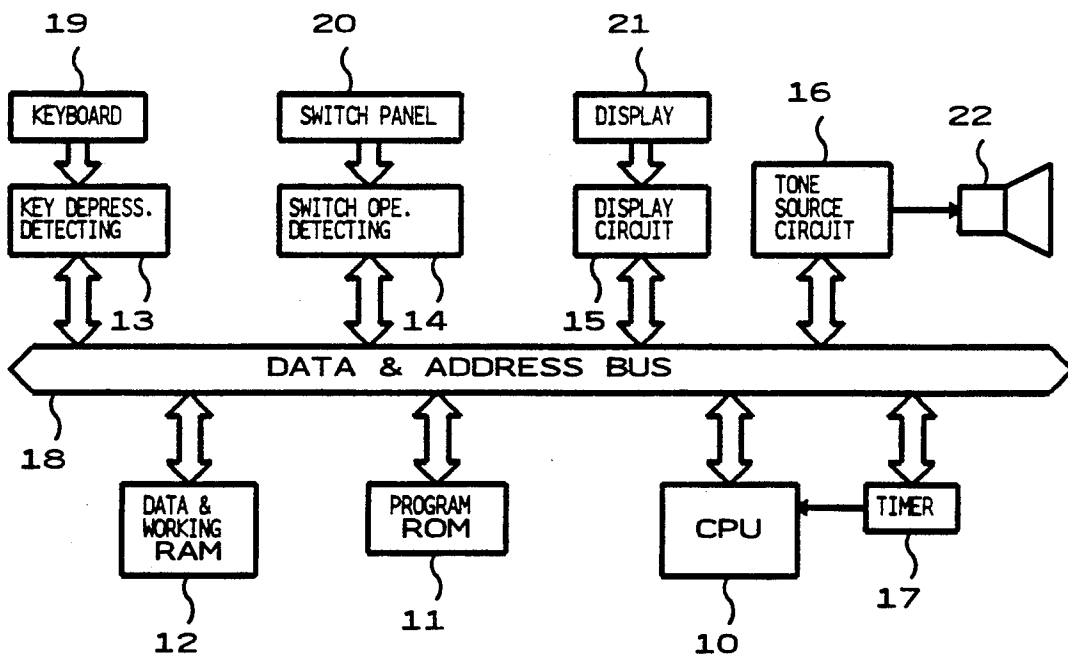 19
20
21
16
22
KEYBOARD
SWITCH PANEL
DISPLAY
KEY DEPRESS.
DETECTING
SWITCH OPE.
DETECTING
DISPLAY
CIRCUIT
TONE
SOURCE
CIRCUIT
13
14
15
DATA & ADDRESS BUS
18
DATA &
WORKING
RAM
PROGRAM
ROM
CPU
TIMER
12
11
10
17